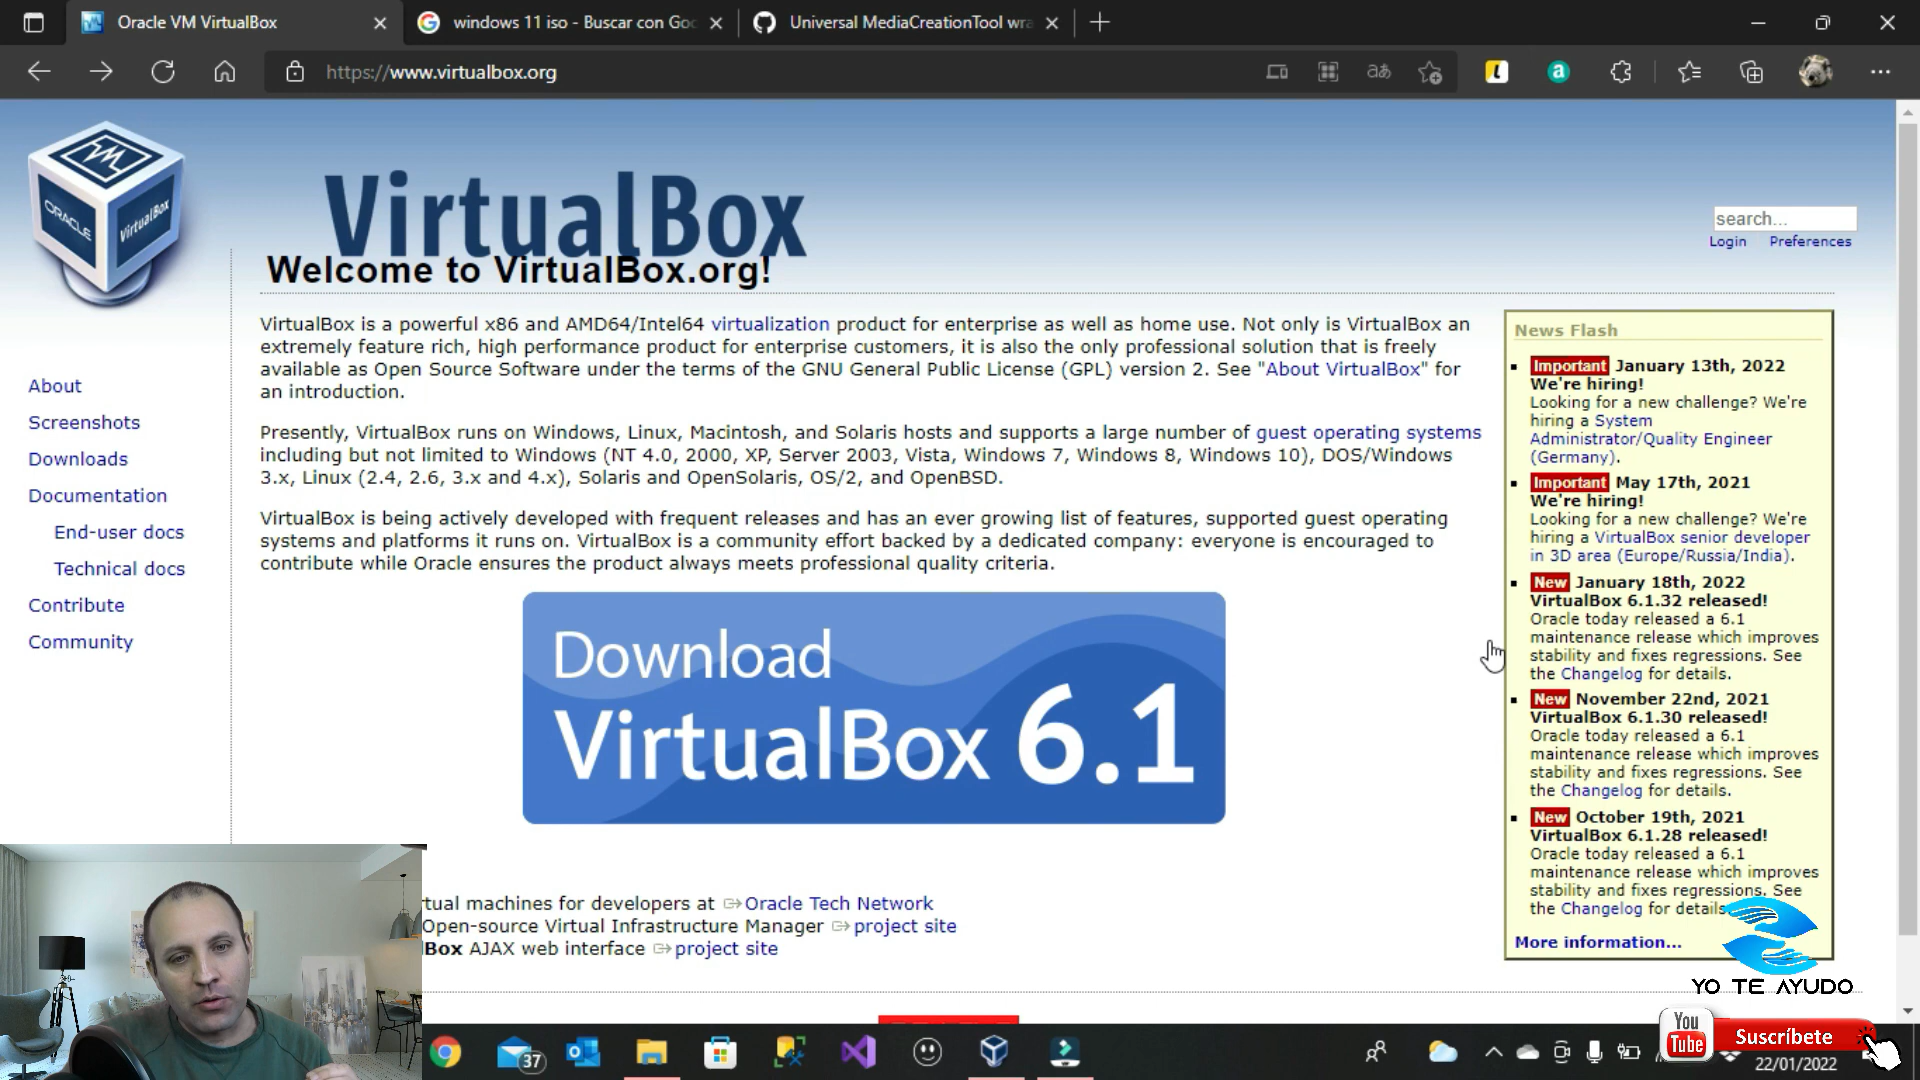 Oracle VM VirtualBox
windows 11 iso - Buscar con Goo
Universal MediaCreationTool wra
https://www.virtualbox.org
aあ
ORACLE
VirtualBox
VirtualBox
search...
Login Preferences
Welcome to VirtualBox.org!
VirtualBox is a powerful x86 and AMD64/Intel64 virtualization product for enterprise as well as home use. Not only is VirtualBox an
extremely feature rich, high performance product for enterprise customers, it is also the only professional solution that is freely
available as Open Source Software under the terms of the GNU General Public License (GPL) version 2. See "About VirtualBox" for
an introduction.
Presently, VirtualBox runs on Windows, Linux, Macintosh, and Solaris hosts and supports a large number of guest operating systems
including but not limited to Windows (NT 4.0, 2000, XP, Server 2003, Vista, Windows 7, Windows 8, Windows 10), DOS/Windows
3.x, Linux (2.4, 2.6, 3.x and 4.x), Solaris and OpenSolaris, OS/2, and OpenBSD.
VirtualBox is being actively developed with frequent releases and has an ever growing list of features, supported guest operating
systems and platforms it runs on. VirtualBox is a community effort backed by a dedicated company: everyone is encouraged to
contribute while Oracle ensures the product always meets professional quality criteria.
About
Screenshots
Downloads
Documentation
End-user docs
Technical docs
Contribute
Community
Download
VirtualBox 6.1
News Flash
Important January 13th, 2022
We're hiring!
Looking for a new challenge? We're
hiring a System
Administrator/Quality Engineer
(Germany).
Important May 17th, 2021
We're hiring!
Looking for a new challenge? We're
hiring a VirtualBox senior developer
in 3D area (Europe/Russia/India).
New January 18th, 2022
VirtualBox 6.1.32 released!
Oracle today released a 6.1
maintenance release which improves
stability and fixes regressions. See
the Changelog for details.
New November 22nd, 2021
VirtualBox 6.1.30 released!
Oracle today released a 6.1
maintenance release which improves
stability and fixes regressions. See
the Changelog for details.
New October 19th, 2021
VirtualBox 6.1.28 released!
Oracle today released a 6.1
maintenance release which improves
stability and fixes regressions. See
the Changelog for details
More information...
tual machines for developers at Oracle Tech Network
Open-source Virtual Infrastructure Manager project site
lBox AJAX web interface project site
YO TE AYUDO
You
Tube
Suscríbete
37
22/01/2022